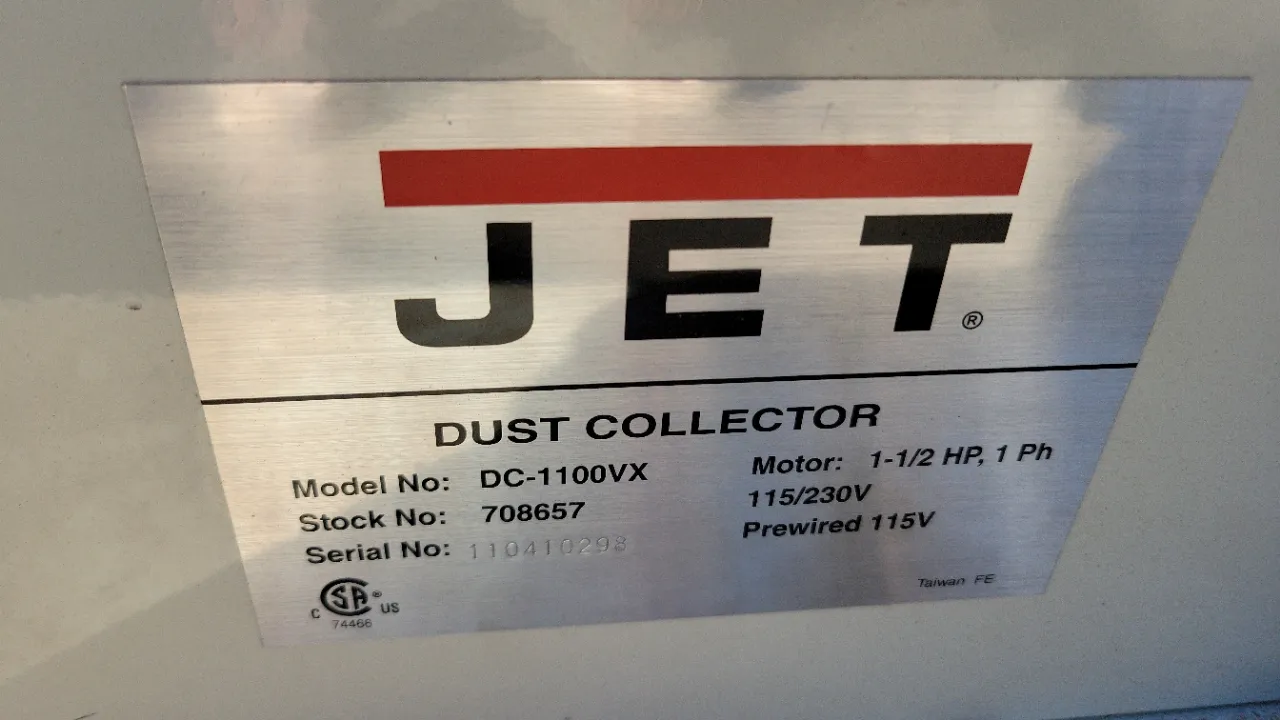 JET®
DUST COLLECTOR
Model No: DC-1100VX
Stock No: 708657
Serial No: 110410298
Motor: 1-1/2 HP, 1 Ph
115/230V
Prewired 115V
C SA® US
74466
Taiwan FE